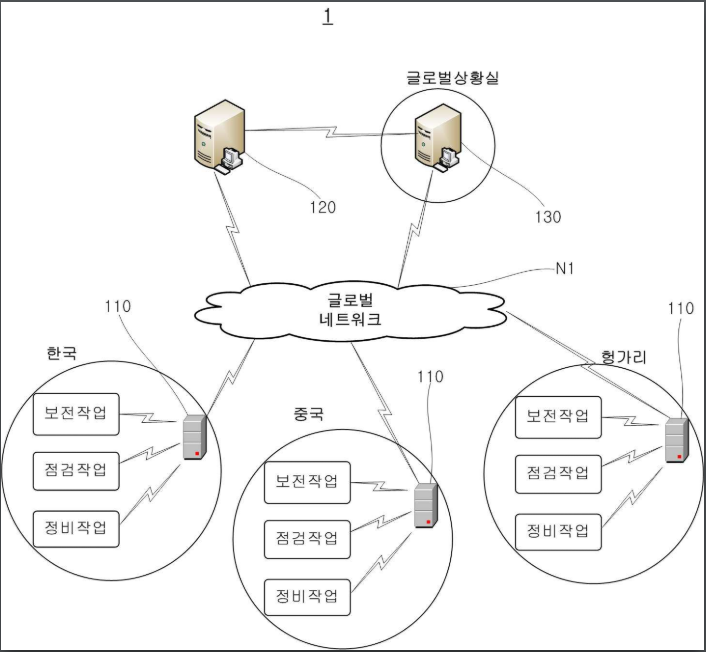 1
글로벌상황실
120
130
N1
글로벌
네트워크
110
한국
보전작업
점검작업
정비작업
110
중국
보전작업
점검작업
정비작업
110
헝가리
보전작업
점검작업
정비작업